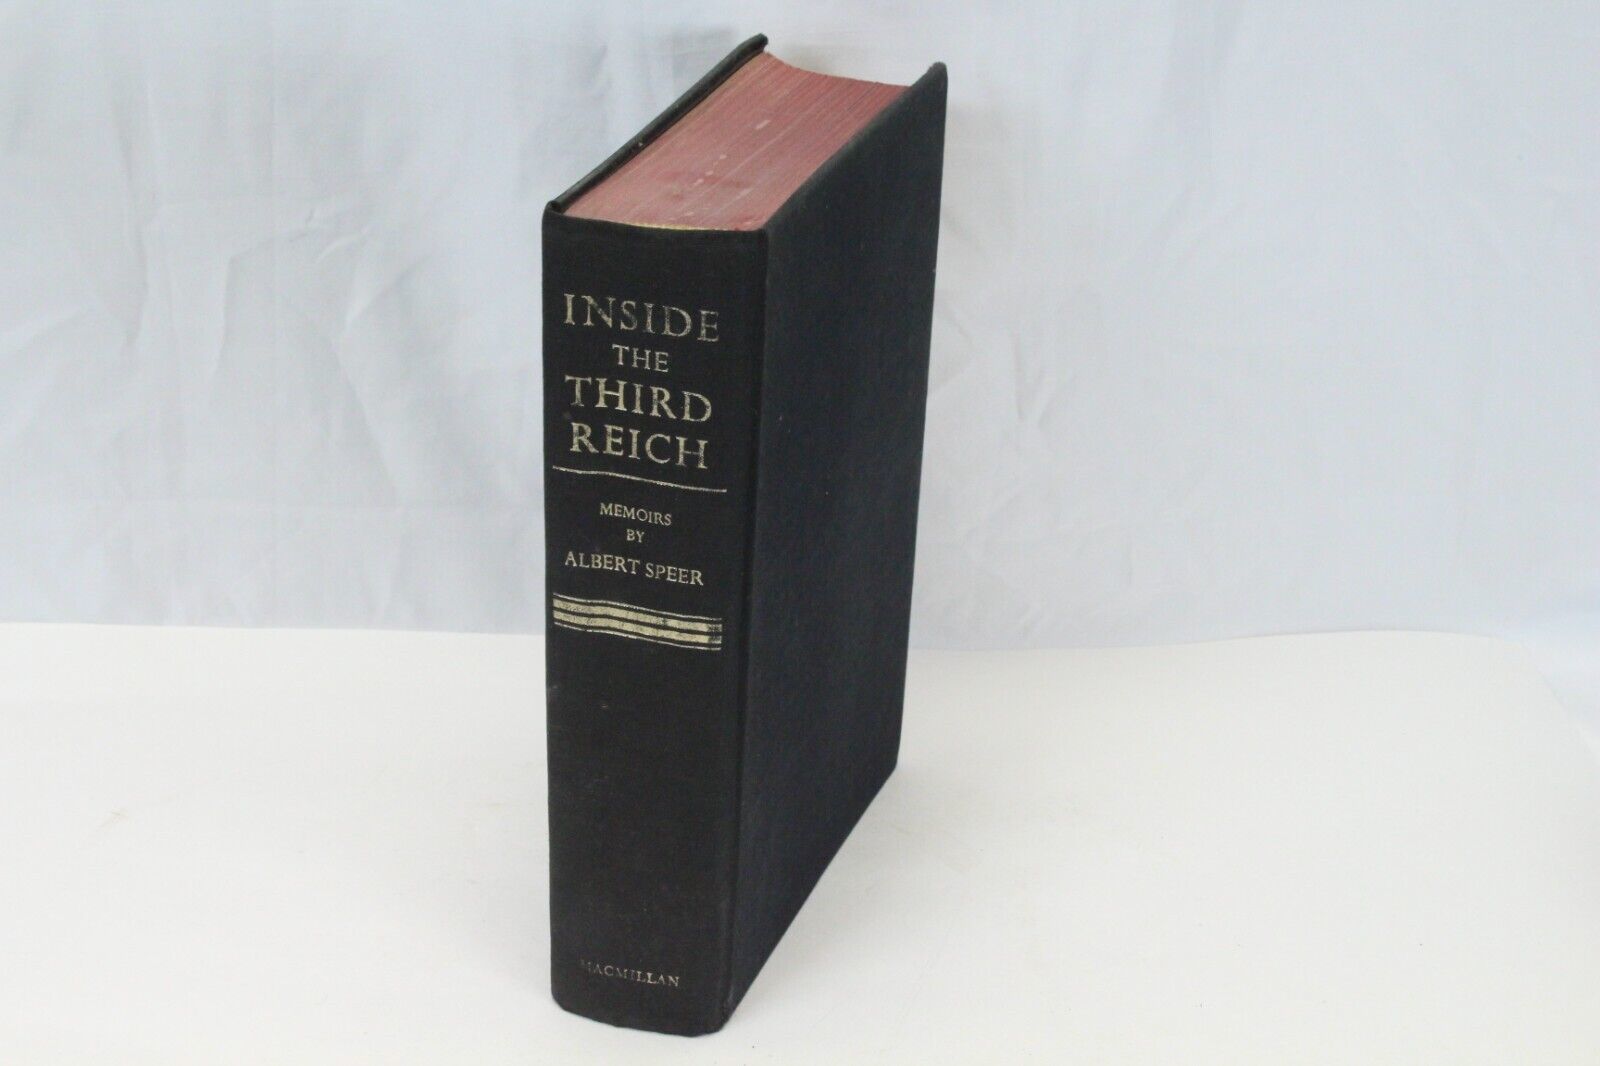 INSIDE
THE
THIRD
REICH
MEMOIRS
BY
ALBERT SPEER
MACMILLAN